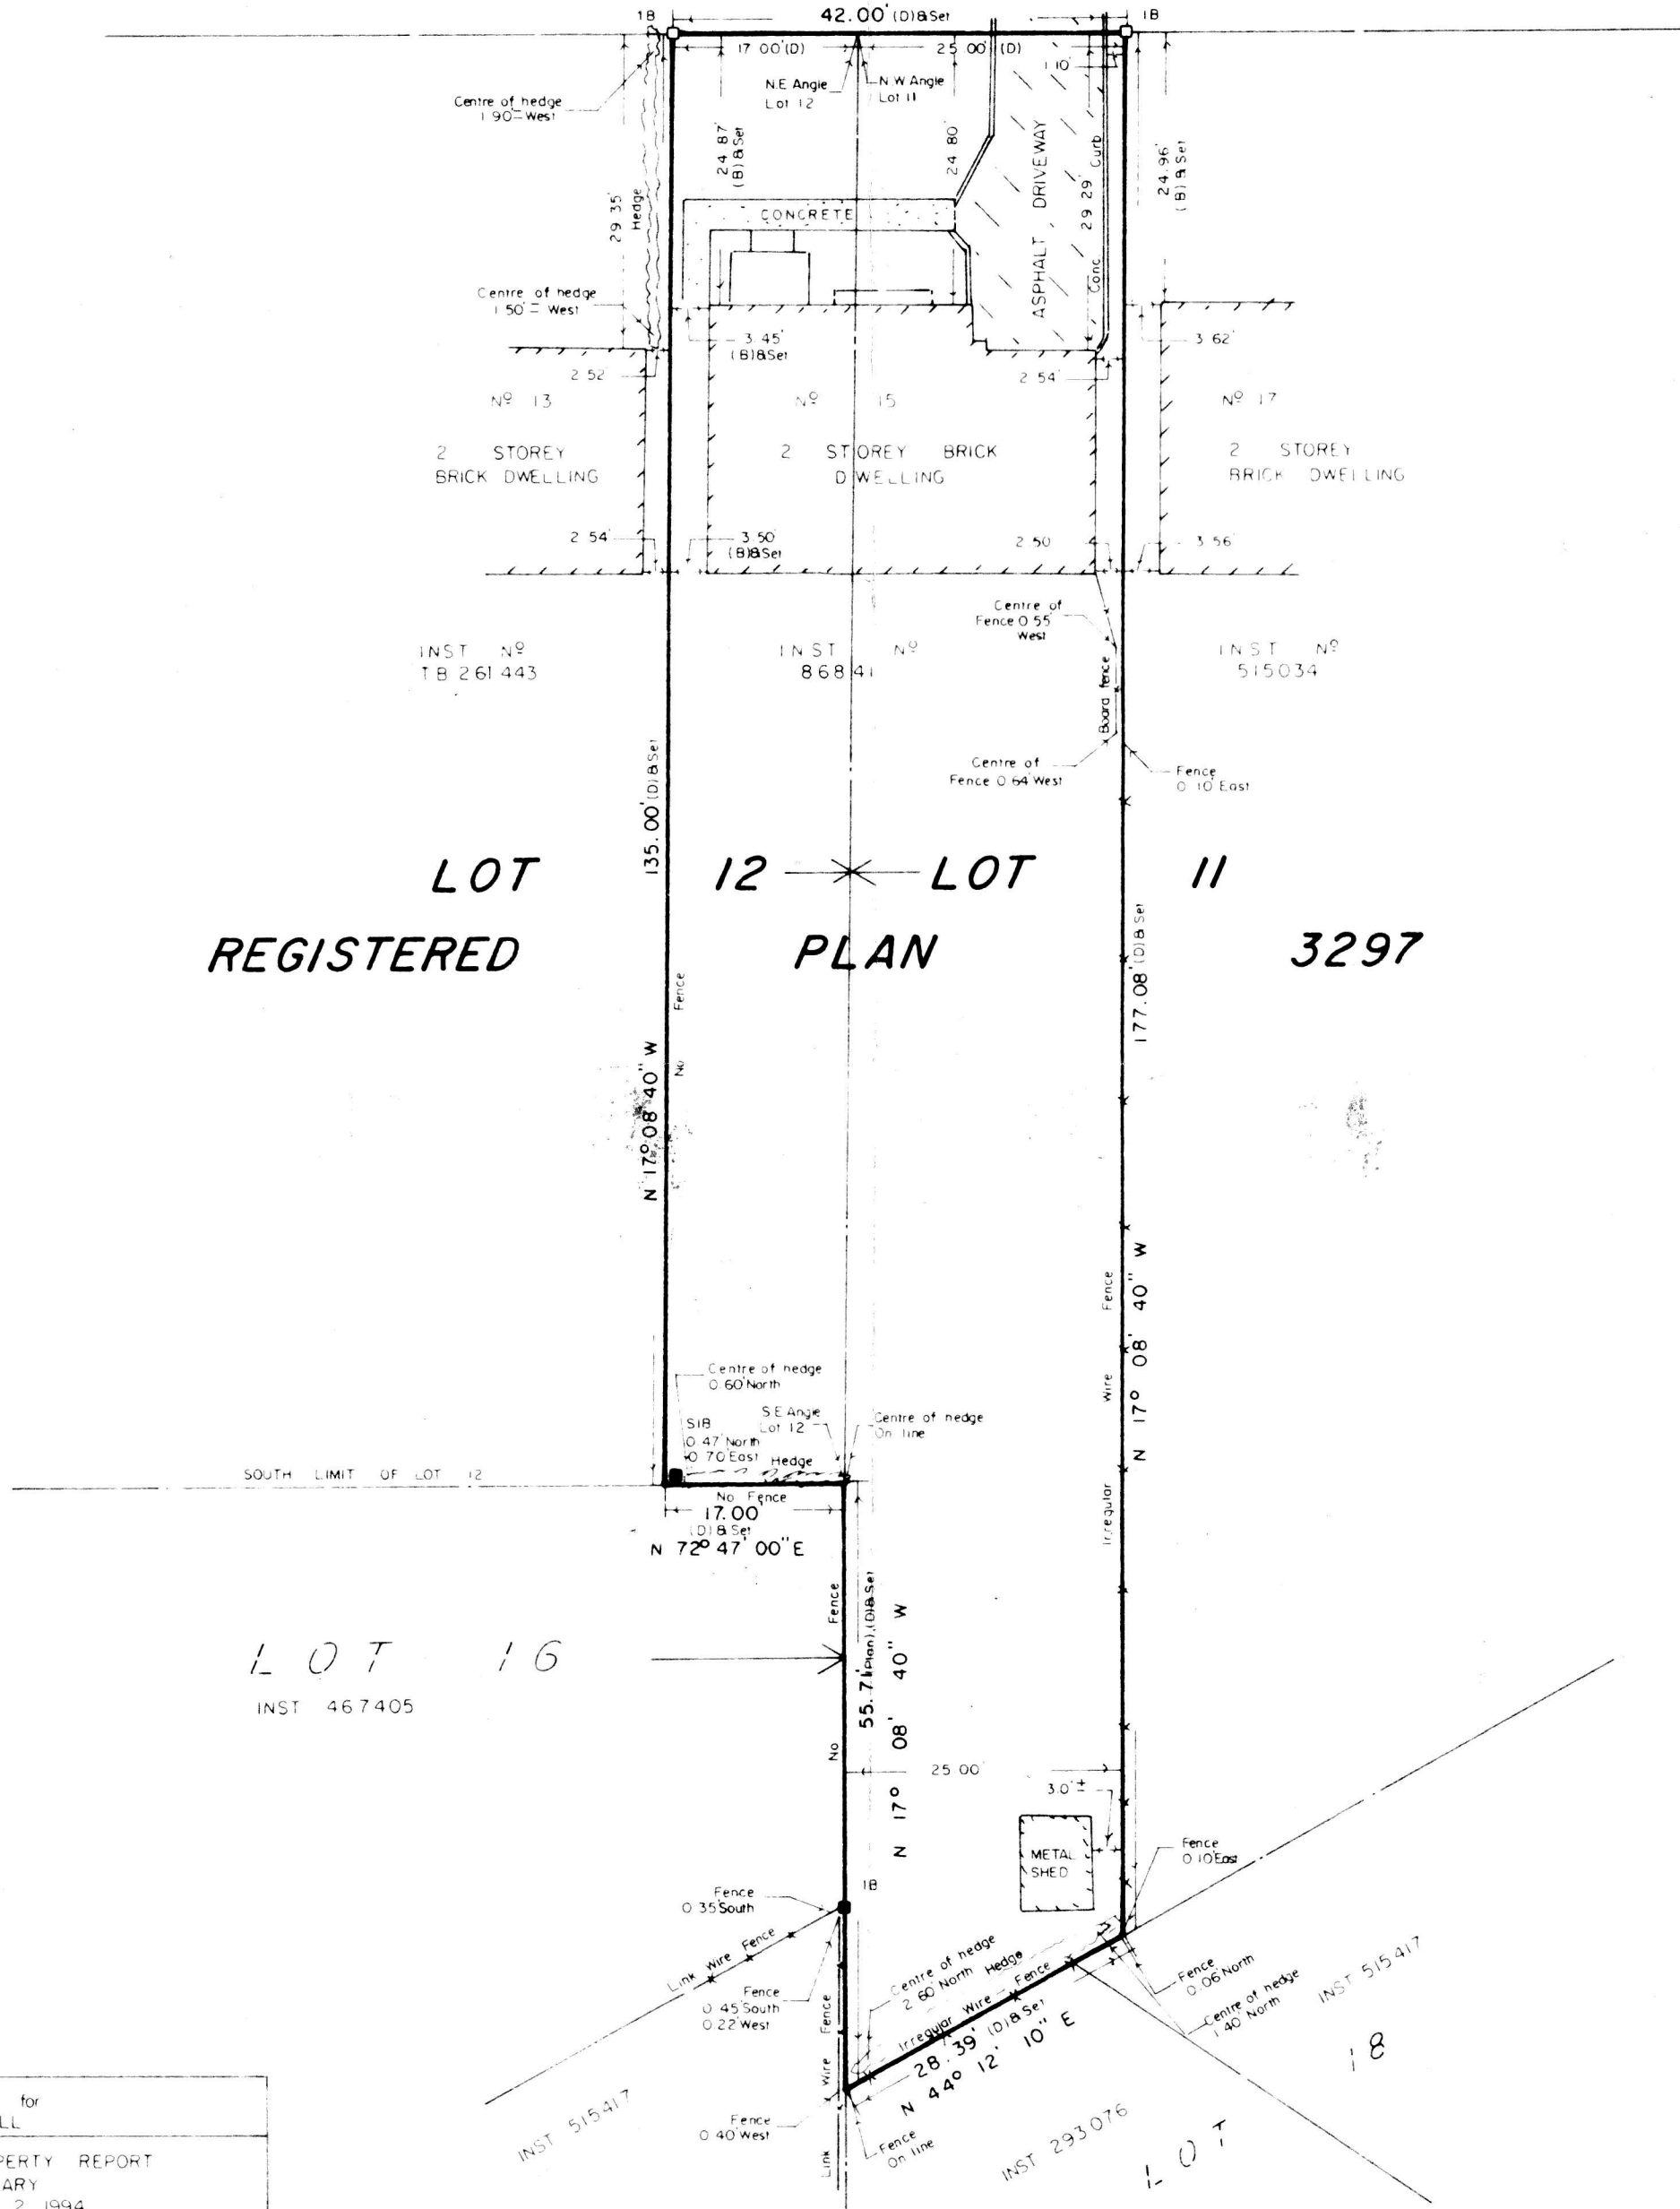 1B
42.00' (D)&Set
1B
17 00'(D)
25 00' (D)
1 10'
N.E Angle
Lot 12
N W Angle
Lot 11
Centre of hedge
1 90'± West
24 87'
(B)&Set
24 80'
ASPHALT DRIVEWAY
29 29'
Conc Curb
24.96'
(B)&Set
29 35'
Hedge
CONCRETE
Centre of hedge
1 50'± West
3 45'
(B)&Set
3 62'
2 52'
2 54'
Nº 13
Nº 15
Nº 17
2 STOREY
BRICK DWELLING
2 STOREY BRICK
DWELLING
2 STOREY
BRICK DWELLING
2 54'
3.50'
(B)&Set
2 50
3 56'
Centre of
Fence 0 55'
West
INST Nº
TB 261 443
INST Nº
86841
INST Nº
515034
Board fence
Centre of
Fence 0 64' West
Fence
0 10' East
135.00'(D)&Set
LOT 12 LOT 11
REGISTERED PLAN 3297
177.08'(D)&Set
No Fence
N 17º 08' 40" W
Irregular Wire Fence
N 17º 08' 40" W
Centre of hedge
0 60' North
SIB
0.47' North
0 70' East
S E Angle
Lot 12
Hedge
Centre of hedge
On line
SOUTH LIMIT OF LOT 12
No Fence
17.00'
(D)&Set
N 72º 47' 00" E
No Fence
55.71'(Plan),(D)&Set
N 17º 08' 40" W
LOT 16
INST 467405
25 00'
3.0'±
METAL
SHED
Fence
0 10' East
1B
Fence
0 35' South
Link Wire Fence
Fence
0 45' South
0 22' West
Link Wire Fence
Centre of hedge
2 60' North Hedge
Irregular Wire Fence
28.39' (D)&Set
N 44º 12' 10" E
Fence
0.06' North
Centre of hedge
1 40' North
INST 515417
18
INST 515417
Fence
0 40' West
Fence
On line
INST 293076
LOT
for
LL
PERTY REPORT
ARY
2 1994